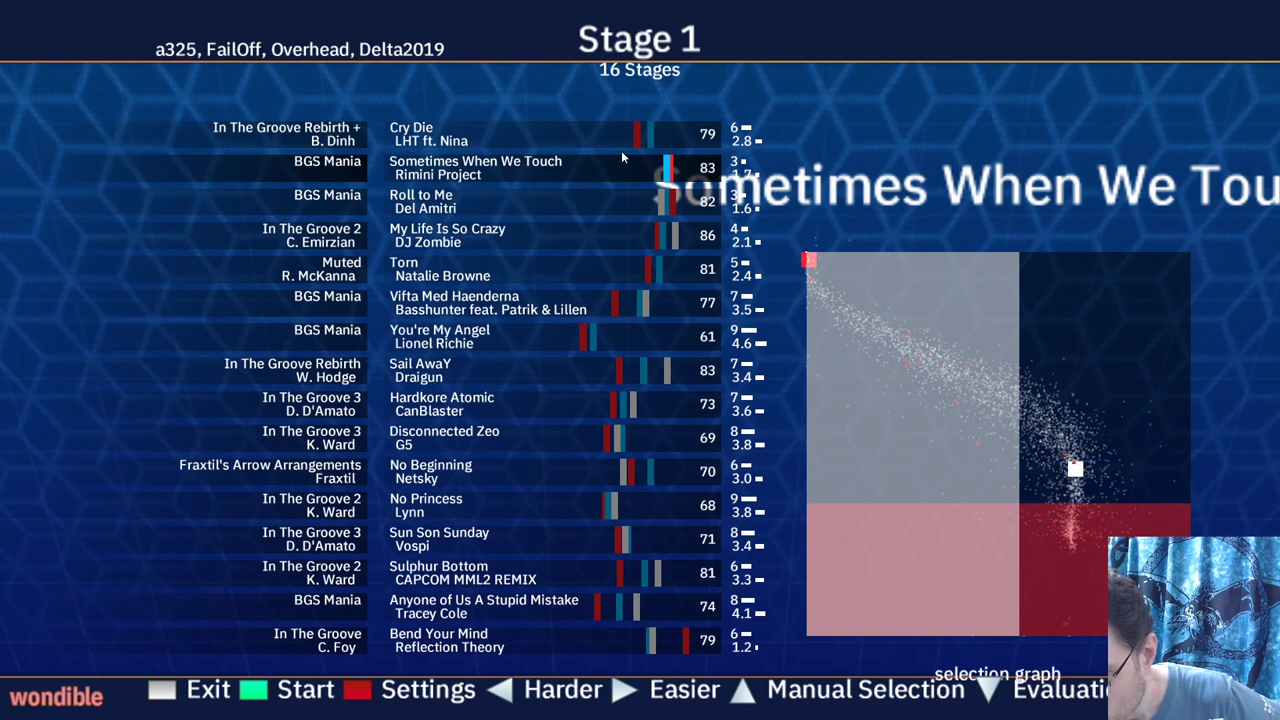 a325, FailOff, Overhead, Delta2019
Stage 1
16 Stages
In The Groove Rebirth + Cry Die 79 6
B. Dinh LHT ft. Nina 2.8
BGS Mania Sometimes When We Touch 83 3
Rimini Project 1.7
Sometimes When We Tou
BGS Mania Roll to Me 82 3
Del Amitri 1.6
In The Groove 2 My Life Is So Crazy 86 4
C. Emirzian DJ Zombie 2.1
Muted Torn 81 5
R. McKanna Natalie Browne 2.4
BGS Mania Vifta Med Haenderna 77 7
Basshunter feat. Patrik & Lillen 3.5
BGS Mania You're My Angel 61 9
Lionel Richie 4.6
In The Groove Rebirth Sail AwaY 83 7
W. Hodge Draigun 3.4
In The Groove 3 Hardkore Atomic 73 7
D. D'Amato CanBlaster 3.6
In The Groove 3 Disconnected Zeo 69 8
K. Ward G5 3.8
Fraxtil's Arrow Arrangements No Beginning 70 6
Fraxtil Netsky 3.0
In The Groove 2 No Princess 68 9
K. Ward Lynn 3.8
In The Groove 3 Sun Son Sunday 71 8
D. D'Amato Vospi 3.4
In The Groove 2 Sulphur Bottom 81 6
K. Ward CAPCOM MML2 REMIX 3.3
BGS Mania Anyone of Us A Stupid Mistake 74 8
Tracey Cole 4.1
In The Groove Bend Your Mind 79 6
C. Foy Reflection Theory 1.2
selection graph
wondible Exit Start Settings Harder Easier Manual Selection Evaluati